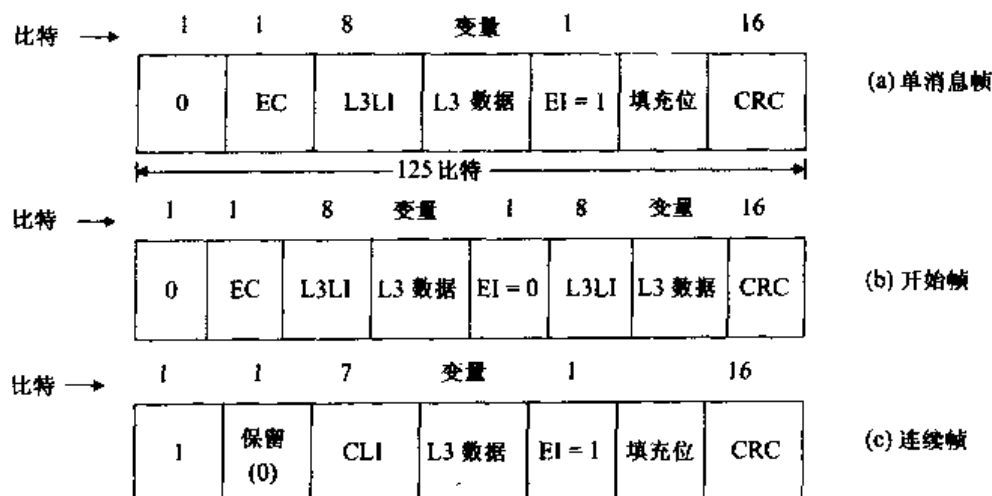 比特 1 1 8 变量 1 16
0 EC L3LI L3 数据 EI = 1 填充位 CRC (a) 单消息帧
125 比特
比特 1 1 8 变量 1 8 变量 16
0 EC L3LI L3 数据 EI = 0 L3LI L3 数据 CRC (b) 开始帧
比特 1 1 7 变量 1 16
1 保留 (0) CLI L3 数据 EI = 1 填充位 CRC (c) 连续帧